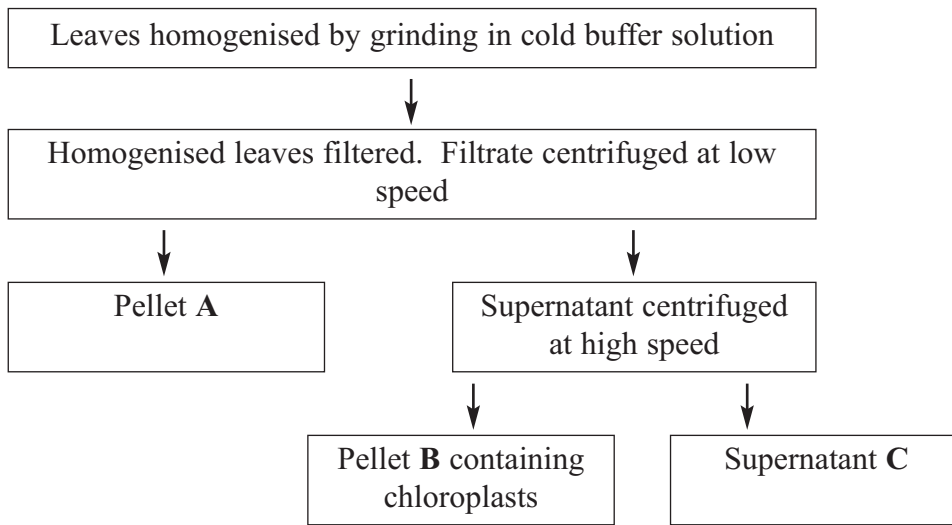 Leaves homogenised by grinding in cold buffer solution
Homogenised leaves filtered. Filtrate centrifuged at low
speed
Pellet A
Supernatant centrifuged
at high speed
Pellet B containing
chloroplasts
Supernatant C